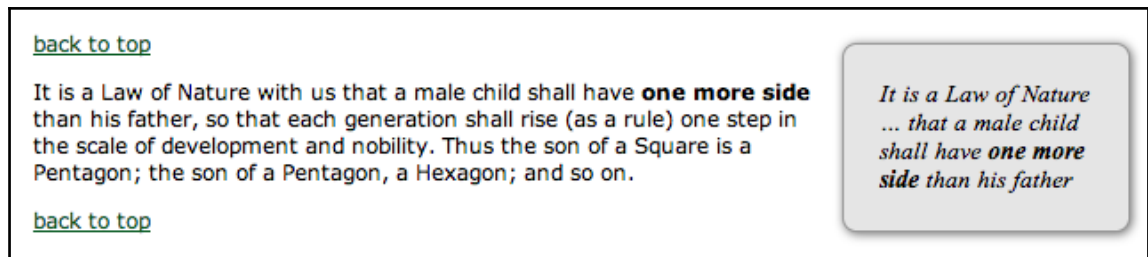 back to top
It is a Law of Nature with us that a male child shall have one more side
than his father, so that each generation shall rise (as a rule) one step in
the scale of development and nobility. Thus the son of a Square is a
Pentagon; the son of a Pentagon, a Hexagon; and so on.
back to top
It is a Law of Nature
... that a male child
shall have one more
side than his father